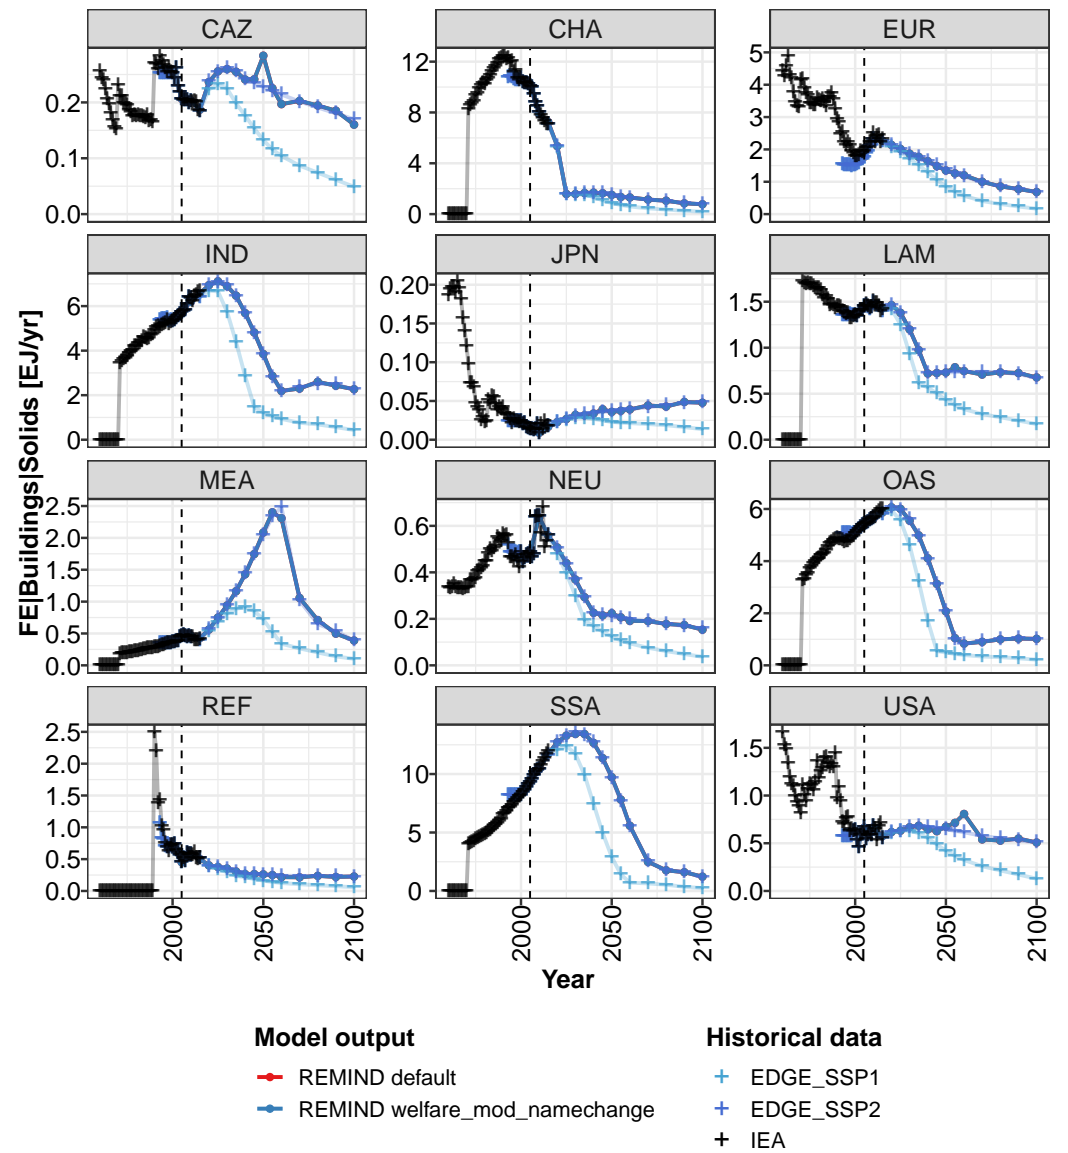 FE|Buildings|Solids [EJ/yr]
CAZ
CHA
EUR
0.2
0.1
0.0
12
8
4
0
5
4
3
2
1
0
IND
JPN
LAM
6
4
2
0
0.20
0.15
0.10
0.05
0.00
1.5
1.0
0.5
0.0
MEA
NEU
OAS
2.5
2.0
1.5
1.0
0.5
0.0
0.6
0.4
0.2
0.0
6
4
2
0
REF
SSA
USA
2.5
2.0
1.5
1.0
0.5
0.0
10
5
0
1.5
1.0
0.5
0.0
2000 2050 2100 2000 2050 2100 2000 2050 2100
Year
Model output
REMIND default
REMIND welfare_mod_namechange
Historical data
EDGE_SSP1
EDGE_SSP2
IEA